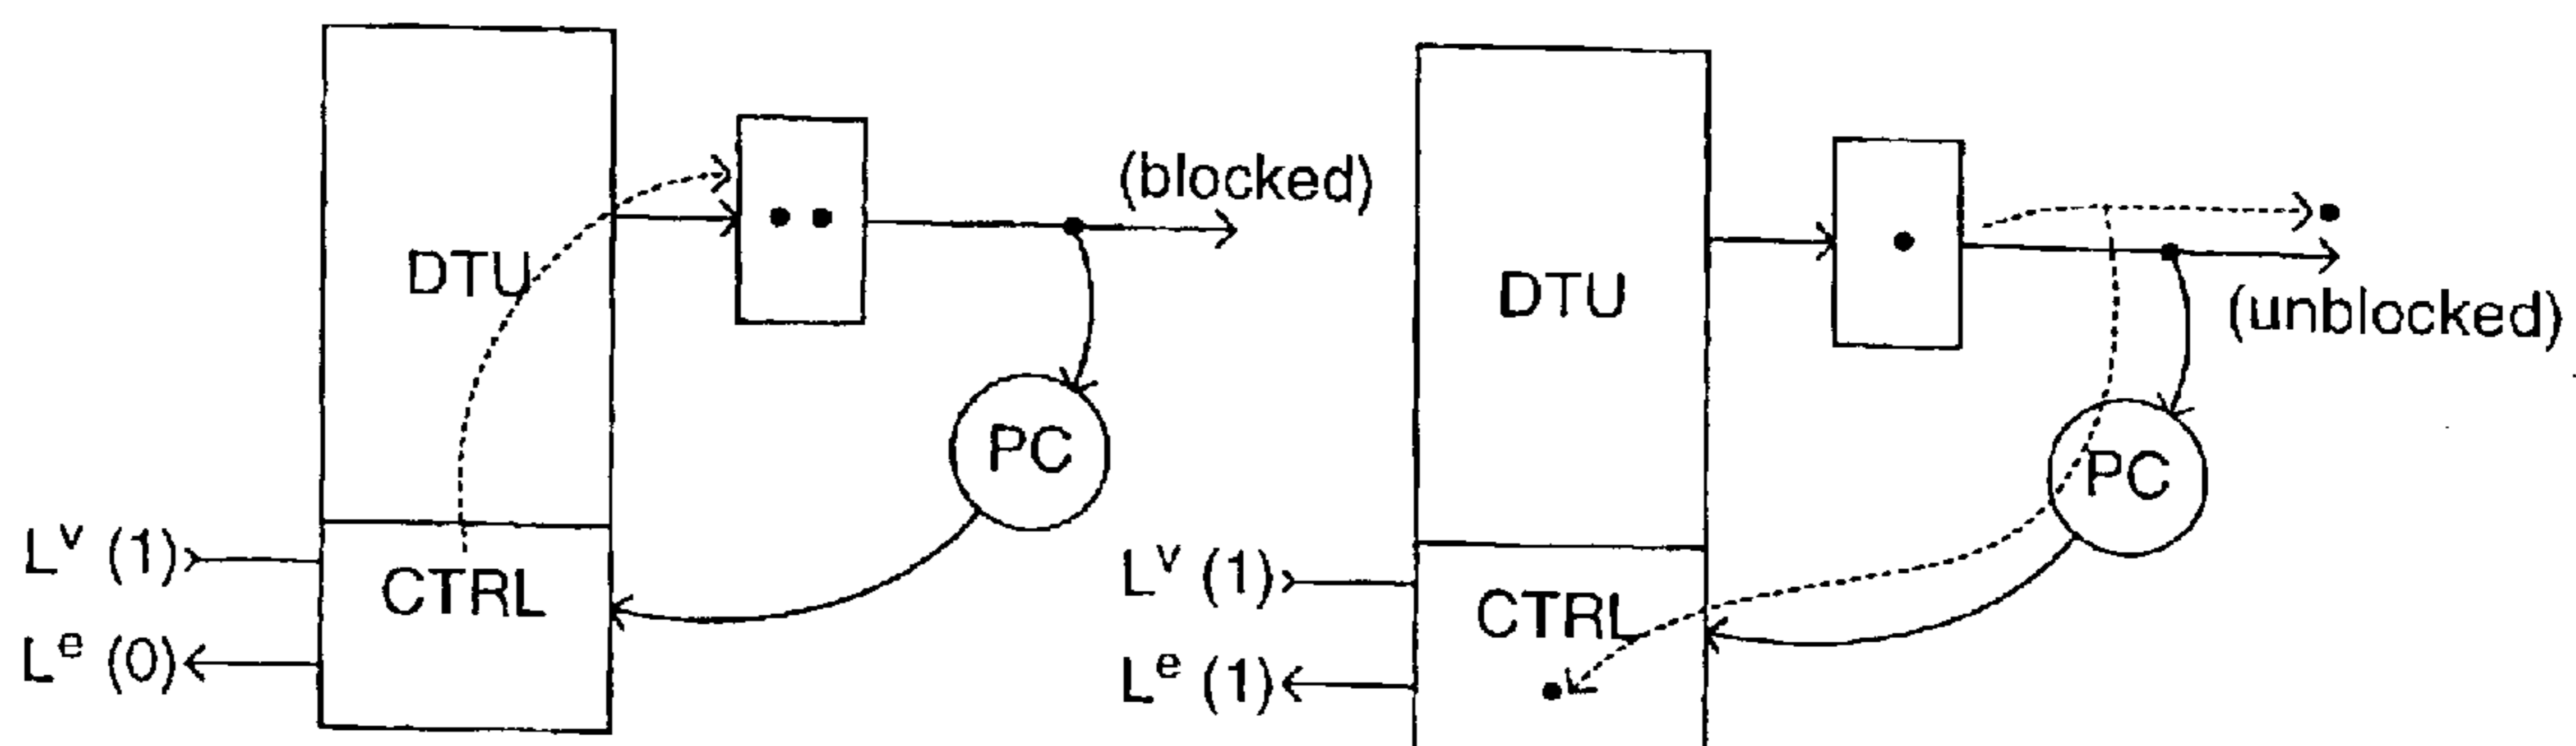 (blocked)
DTU
PC
L^v (1)
CTRL
L^e (0)
(unblocked)
DTU
PC
L^v (1)
CTRL
L^e (1)